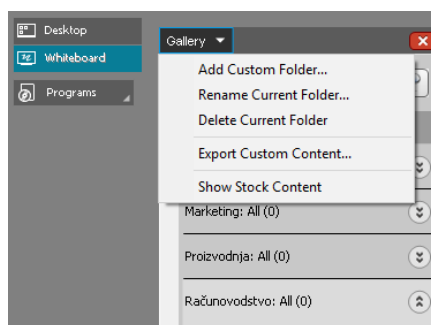 Desktop
Whiteboard
Programs
Gallery
Add Custom Folder...
Rename Current Folder...
Delete Current Folder
Export Custom Content...
Show Stock Content
Marketing: All (0)
Proizvodnja: All (0)
Računovodstvo: All (0)